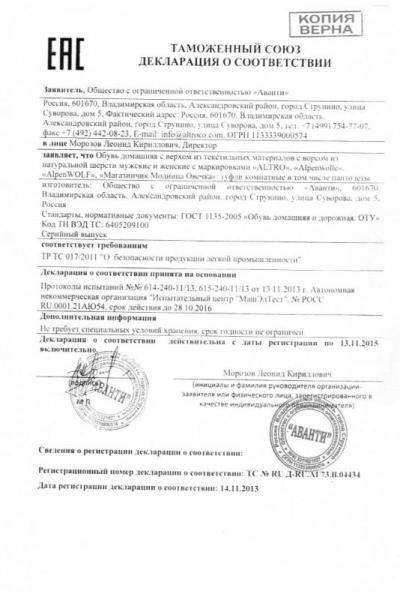 КОПИЯ
ВЕРНА
EAC
ТАМОЖЕННЫЙ СОЮЗ
ДЕКЛАРАЦИЯ О СООТВЕТСТВИИ
Заявитель, Общество с ограниченной ответственностью «Аванти»
Россия, 601670, Владимирская область, Александровский район, город Струнино, улица
Суворова, дом 5, Фактический адрес: Россия, 601670, Владимирская область,
Александровский район, город Струнино, улица Суворова, дом 5, тел. +7 (499) 754-77-07,
факс +7 (492) 442-08-23, E-mail: info@altroco.com, ОГРН 1133339000574
в лице Морозов Леонид Кириллович, Директор
заявляет, что Обувь домашняя с верхом из текстильных материалов с ворсом из
натуральной шерсти мужские и женские с маркировками «ALTRO», «Alpenwolle»,
«AlpenWOLF», «Магазинчик Модница Овечка»: туфли комнатные в том числе пантолеты
изготовитель: Общество с ограниченной ответственностью «Аванти», 601670,
Владимирская область, Александровский район, город Струнино, улица Суворова, дом 5,
Россия
Стандарты, нормативные документы: ГОСТ 1135-2005 «Обувь домашняя и дорожная. ОТУ»
Код ТН ВЭД ТС: 6405209100
Серийный выпуск
соответствует требованиям
ТР ТС 017/2011 "О безопасности продукции легкой промышленности"
Декларация о соответствии принята на основании
Протоколы испытаний №№ 614-240-11/13, 615-240-11/13 от 13.11.2013 г. Автономная
некоммерческая организация "Испытательный центр "МашЭлТест", № РОСС
RU.0001.21АЮ54, срок действия до 28.10.2016
Дополнительная информация
Не требует специальных условий хранения, срок годности не ограничен.
Декларация о соответствии действительна с даты регистрации по 13.11.2015
включительно.
Морозов Леонид Кириллович
(подпись)
М.П.
"АВАНТИ"
(инициалы и фамилия руководителя организации-
заявителя или физического лица, зарегистрированного в
качестве индивидуального предпринимателя)
"АВАНТИ"
Сведения о регистрации декларации о соответствии:
Регистрационный номер декларации о соответствии: ТС № RU Д-RU.АГ73.В.04434
Дата регистрации декларации о соответствии: 14.11.2013